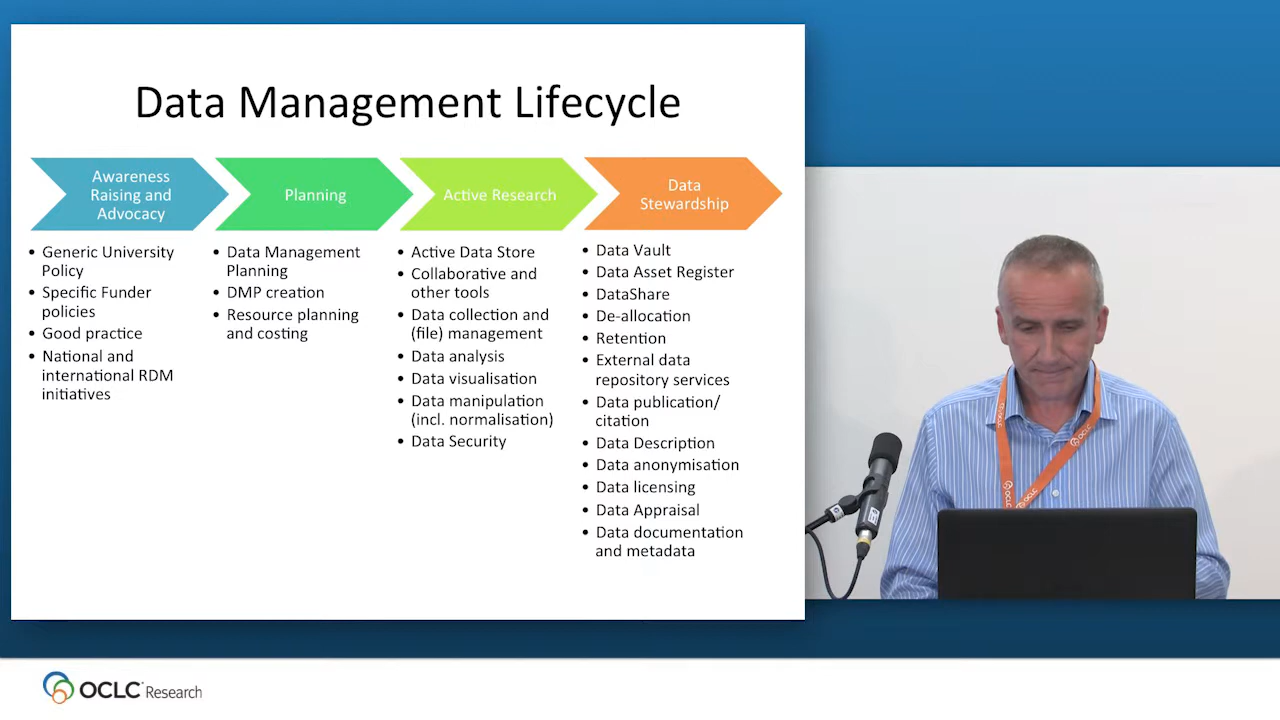 Data Management Lifecycle
Awareness
Raising and
Advocacy
• Generic University
Policy
• Specific Funder
policies
• Good practice
• National and
international RDM
initiatives
Planning
• Data Management
Planning
• DMP creation
• Resource planning
and costing
Active Research
• Active Data Store
• Collaborative and
other tools
• Data collection and
(file) management
• Data analysis
• Data visualisation
• Data manipulation
(incl. normalisation)
• Data Security
Data
Stewardship
• Data Vault
• Data Asset Register
• DataShare
• De-allocation
• Retention
• External data
repository services
• Data publication/
citation
• Data Description
• Data anonymisation
• Data licensing
• Data Appraisal
• Data documentation
and metadata
OCLC
OCLC
OCLC Research